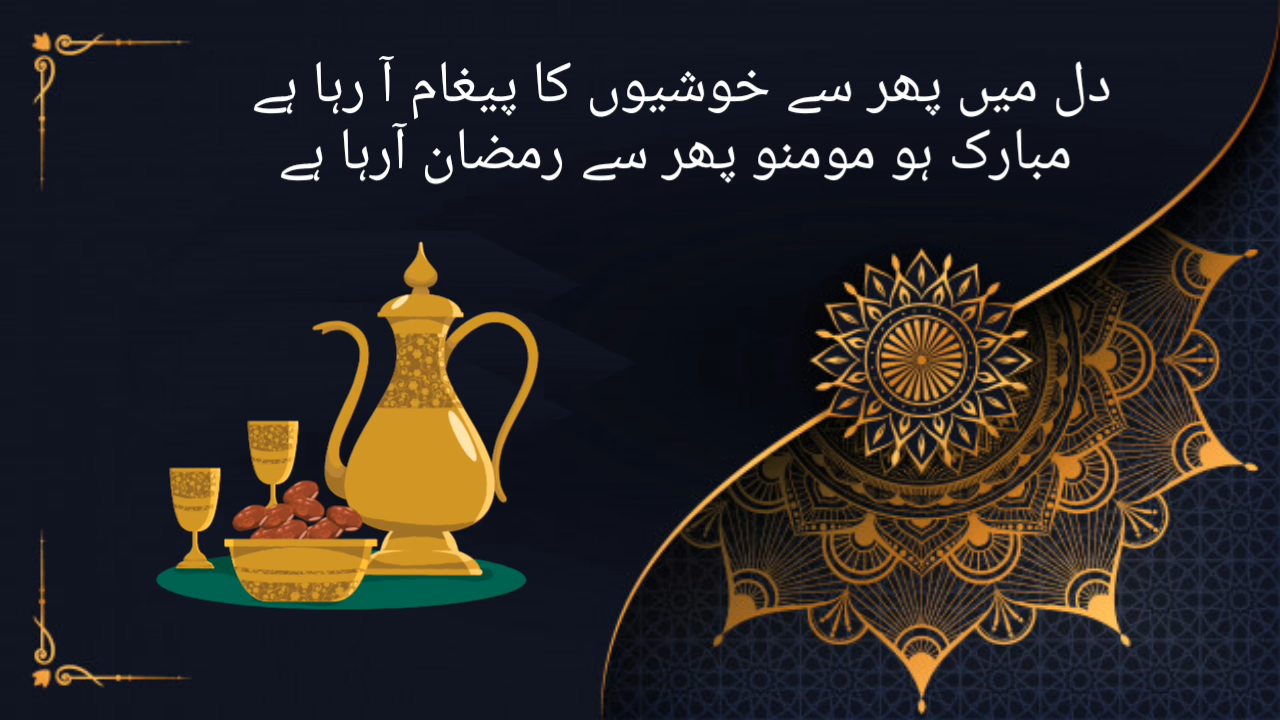 دل میں پھر سے خوشیوں کا پیغام آ رہا ہے
مبارک ہو مومنو پھر سے رمضان آرہا ہے